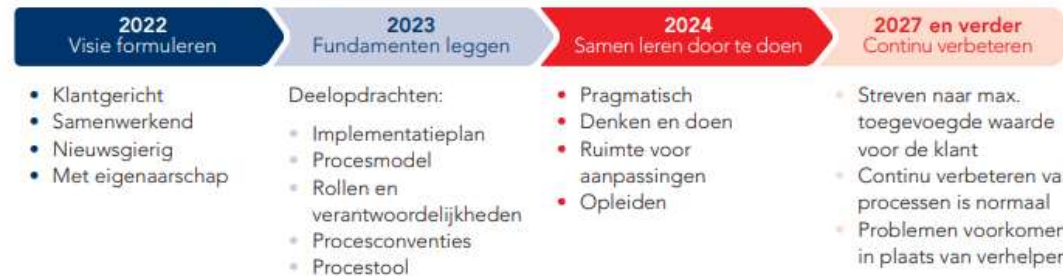 2022
Visie formuleren
Klantgericht
Samenwerkend
Nieuwsgierig
Met eigenaarschap
2023
Fundamenten leggen
Deelopdrachten:
Implementatieplan
Procesmodel
Rollen en
verantwoordelijkheden
Procesconventies
Procestool
2024
Samen leren door te doen
Pragmatisch
Denken en doen
Ruimte voor
aanpassingen
Opleiden
2027 en verder
Continu verbeteren
Streven naar max.
toegevoegde waarde
voor de klant
Continu verbeteren va
processen is normaal
Problemen voorkomen
in plaats van verhelpe